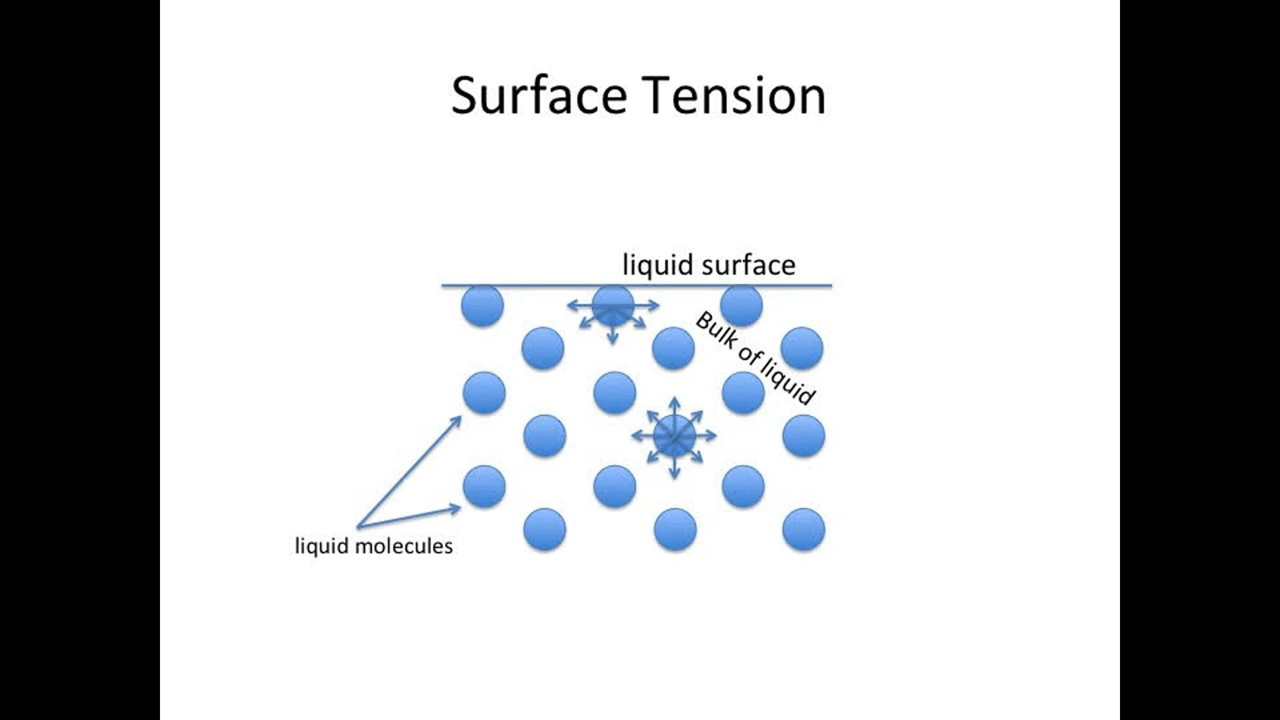 Surface Tension
liquid surface
Bulk of liquid
liquid molecules